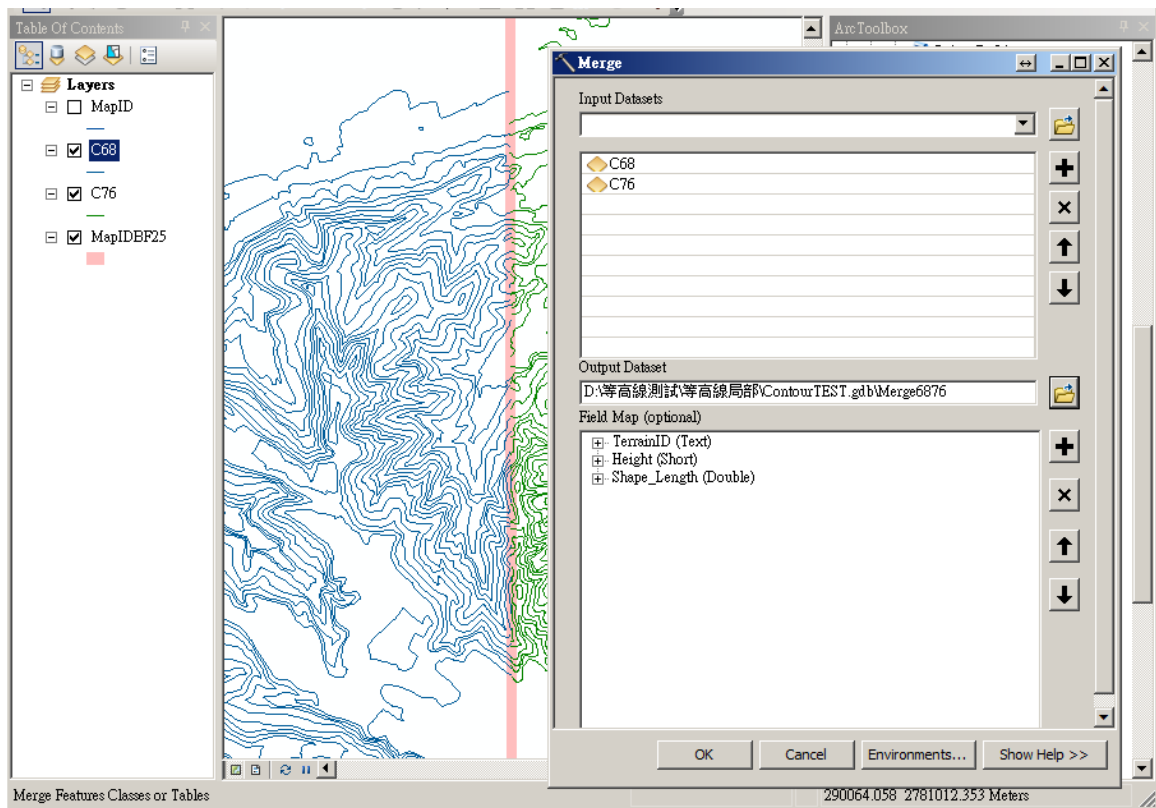 Table Of Contents
Layers
MapID
C68
C76
MapIDBF25
ArcToolbox
Merge
Input Datasets
C68
C76
Output Dataset
D:\等高線測試\等高線局部\ContourTEST.gdb\Merge6876
Field Map (optional)
TerrainID (Text)
Height (Short)
Shape_Length (Double)
OK
Cancel
Environments...
Show Help >>
Merge Features Classes or Tables
290064.058 2781012.353 Meters